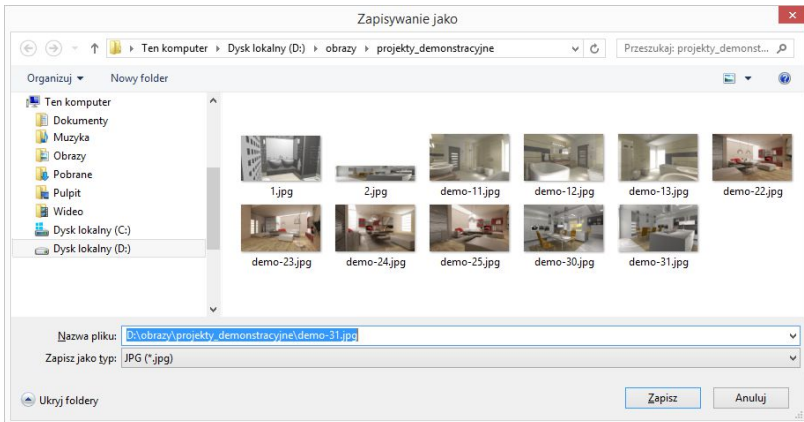 Zapisywanie jako
Ten komputer Dysk lokalny (D:) obrazy projekty_demonstracyjne
Przeszukaj: projekty_demonst...
Organizuj Nowy folder
Ten komputer
Dokumenty
Muzyka
Obrazy
Pobrane
Pulpit
Wideo
Dysk lokalny (C:)
Dysk lokalny (D:)
1.jpg 2.jpg demo-11.jpg demo-12.jpg demo-13.jpg demo-22.jpg
demo-23.jpg demo-24.jpg demo-25.jpg demo-30.jpg demo-31.jpg
Nazwa pliku: D:\obrazy\projekty_demonstracyjne\demo-31.jpg
Zapisz jako typ: JPG (*.jpg)
Ukryj foldery
Zapisz Anuluj